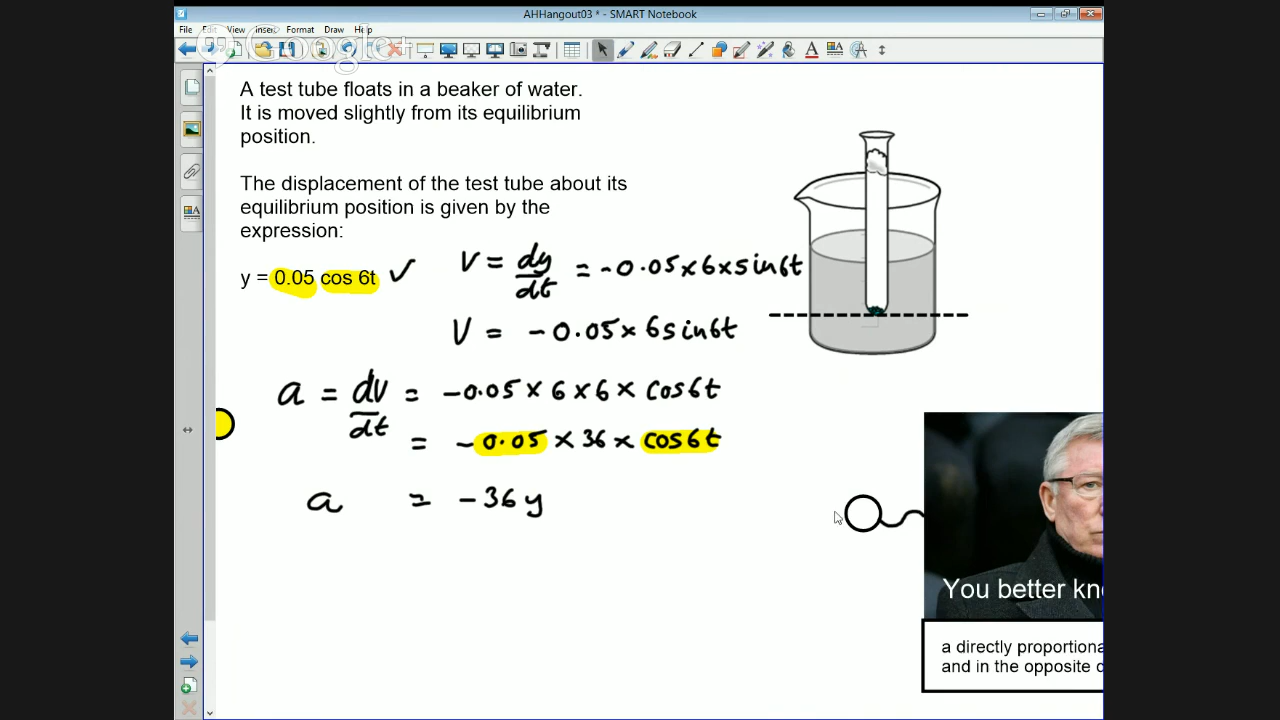 AHHangout03 * - SMART Notebook
File Edit View Insert Format Draw Help
Google+
A test tube floats in a beaker of water.
It is moved slightly from its equilibrium
position.
The displacement of the test tube about its
equilibrium position is given by the
expression:
y = 0.05 cos 6t ✓
V = dy/dt = -0.05×6×sin6t
V = -0.05×6sin6t
a = dv/dt = -0.05×6×6×cos6t
= -0.05×36×cos6t
a = -36y
You better kn
a directly proportiona
and in the opposite